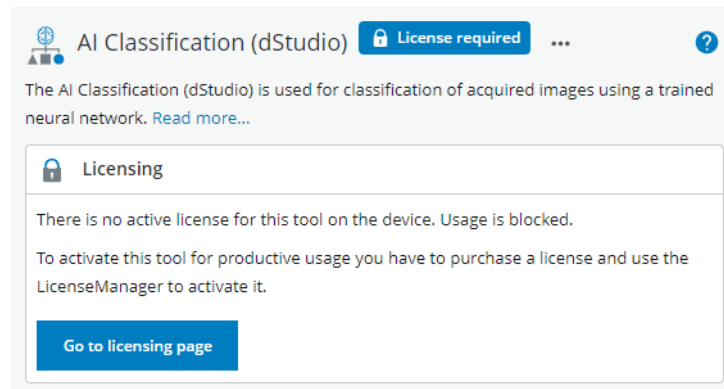 AI Classification (dStudio) License required ...
The AI Classification (dStudio) is used for classification of acquired images using a trained
neural network. Read more...
Licensing
There is no active license for this tool on the device. Usage is blocked.
To activate this tool for productive usage you have to purchase a license and use the
LicenseManager to activate it.
Go to licensing page